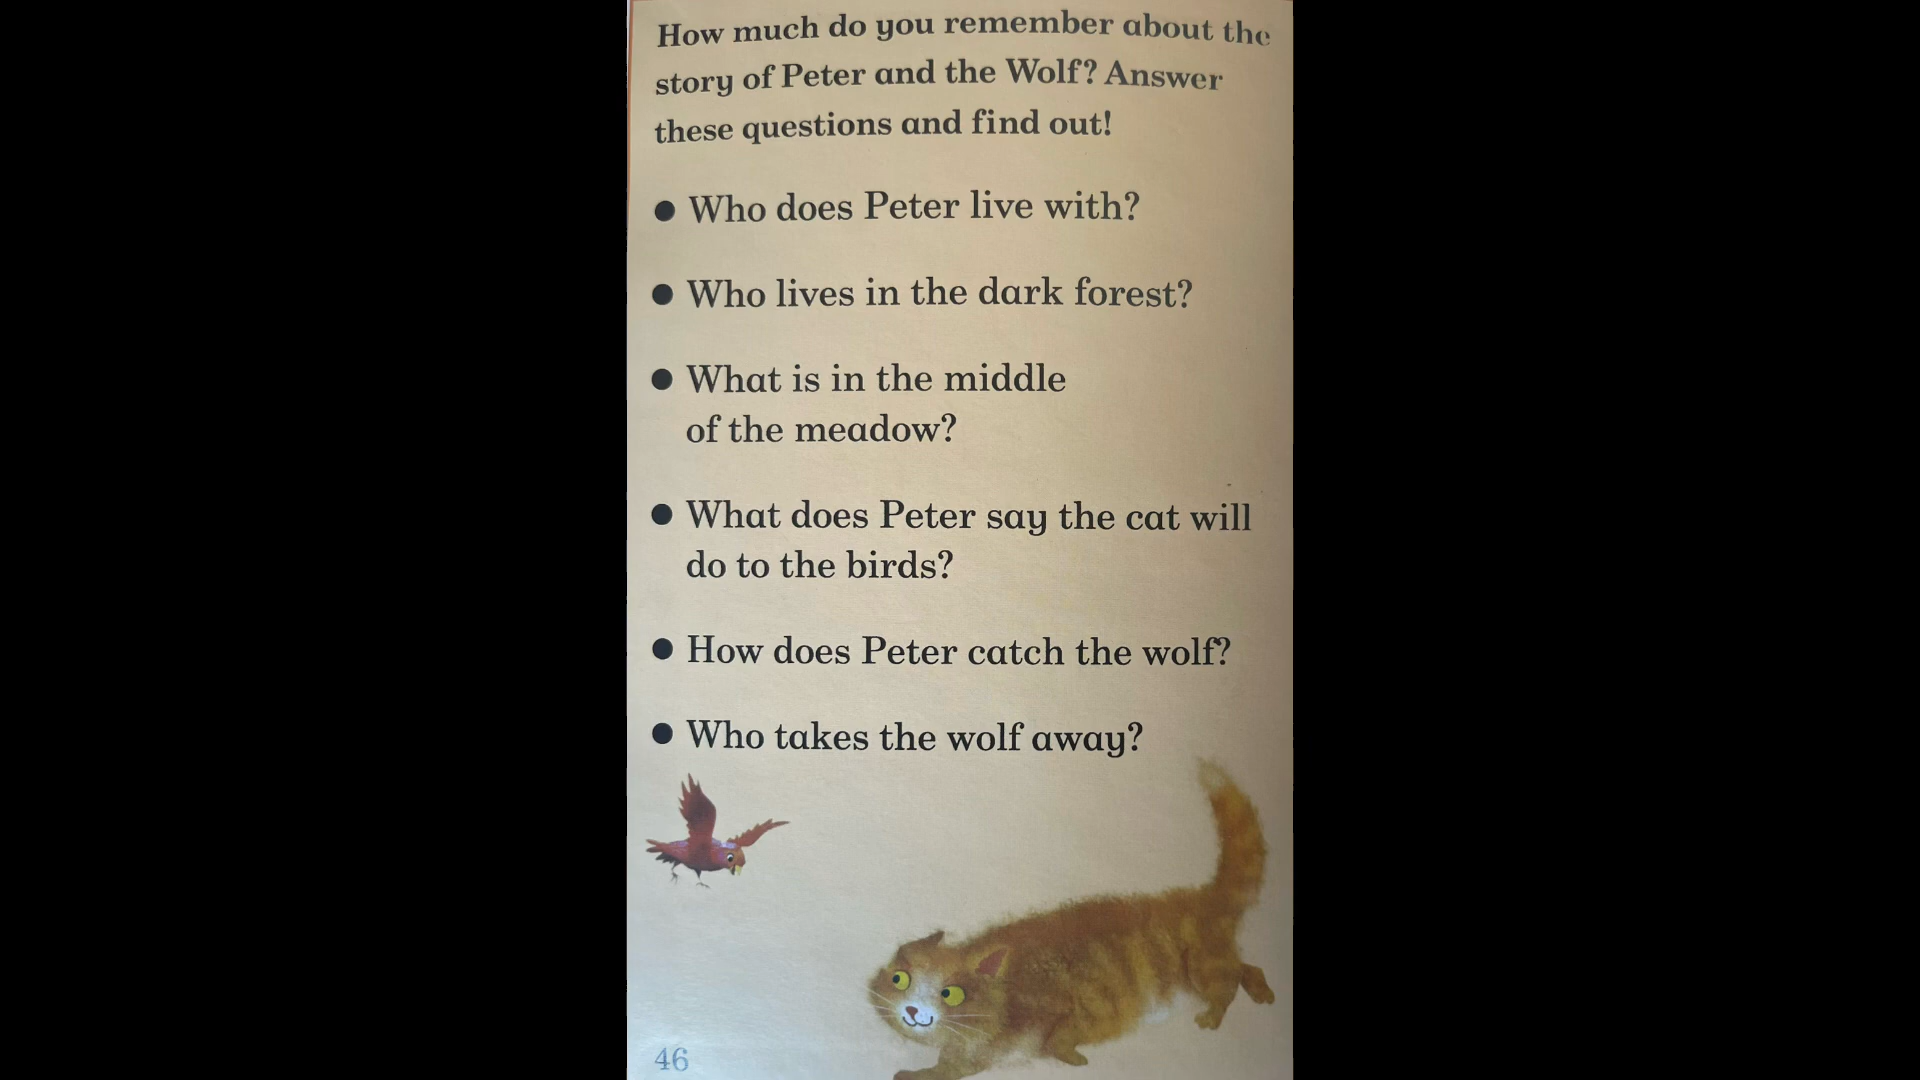 How much do you remember about the
story of Peter and the Wolf? Answer
these questions and find out!
● Who does Peter live with?
● Who lives in the dark forest?
● What is in the middle
of the meadow?
● What does Peter say the cat will
do to the birds?
● How does Peter catch the wolf?
● Who takes the wolf away?
46